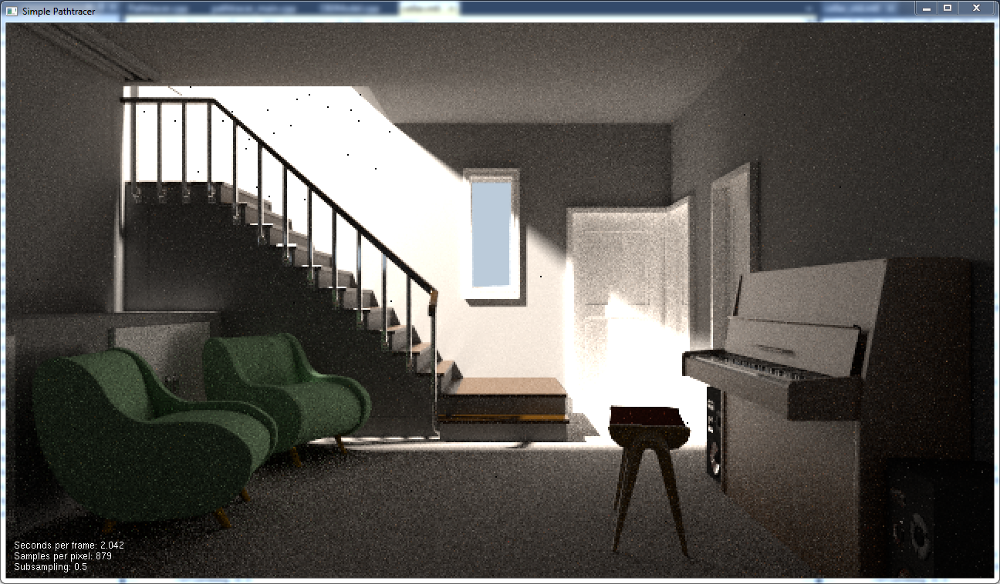 Simple Pathtracer
Seconds per frame: 2.042
Samples per pixel: 879
Subsampling: 0.5